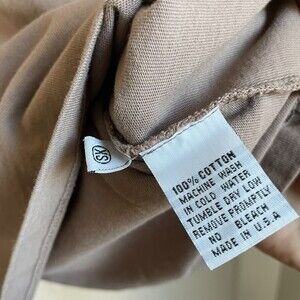 XS
100% COTTON
MACHINE WASH
IN COLD WATER
TUMBLE DRY LOW
REMOVE PROMPTLY
NO BLEACH
MADE IN U.S.A